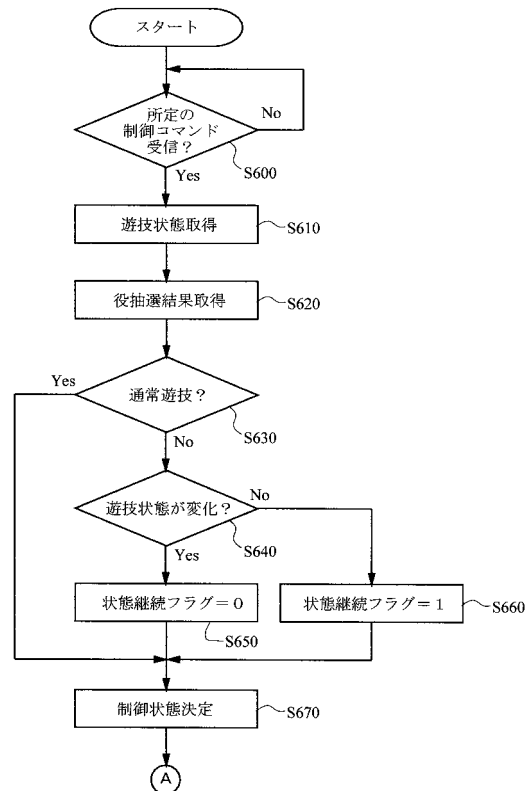 スタート
所定の
制御コマンド
受信？
No
S600
Yes
遊技状態取得
S610
役抽選結果取得
S620
Yes
通常遊技？
S630
No
遊技状態が変化？
No
S640
Yes
状態継続フラグ＝０
S650
状態継続フラグ＝１
S660
制御状態決定
S670
A